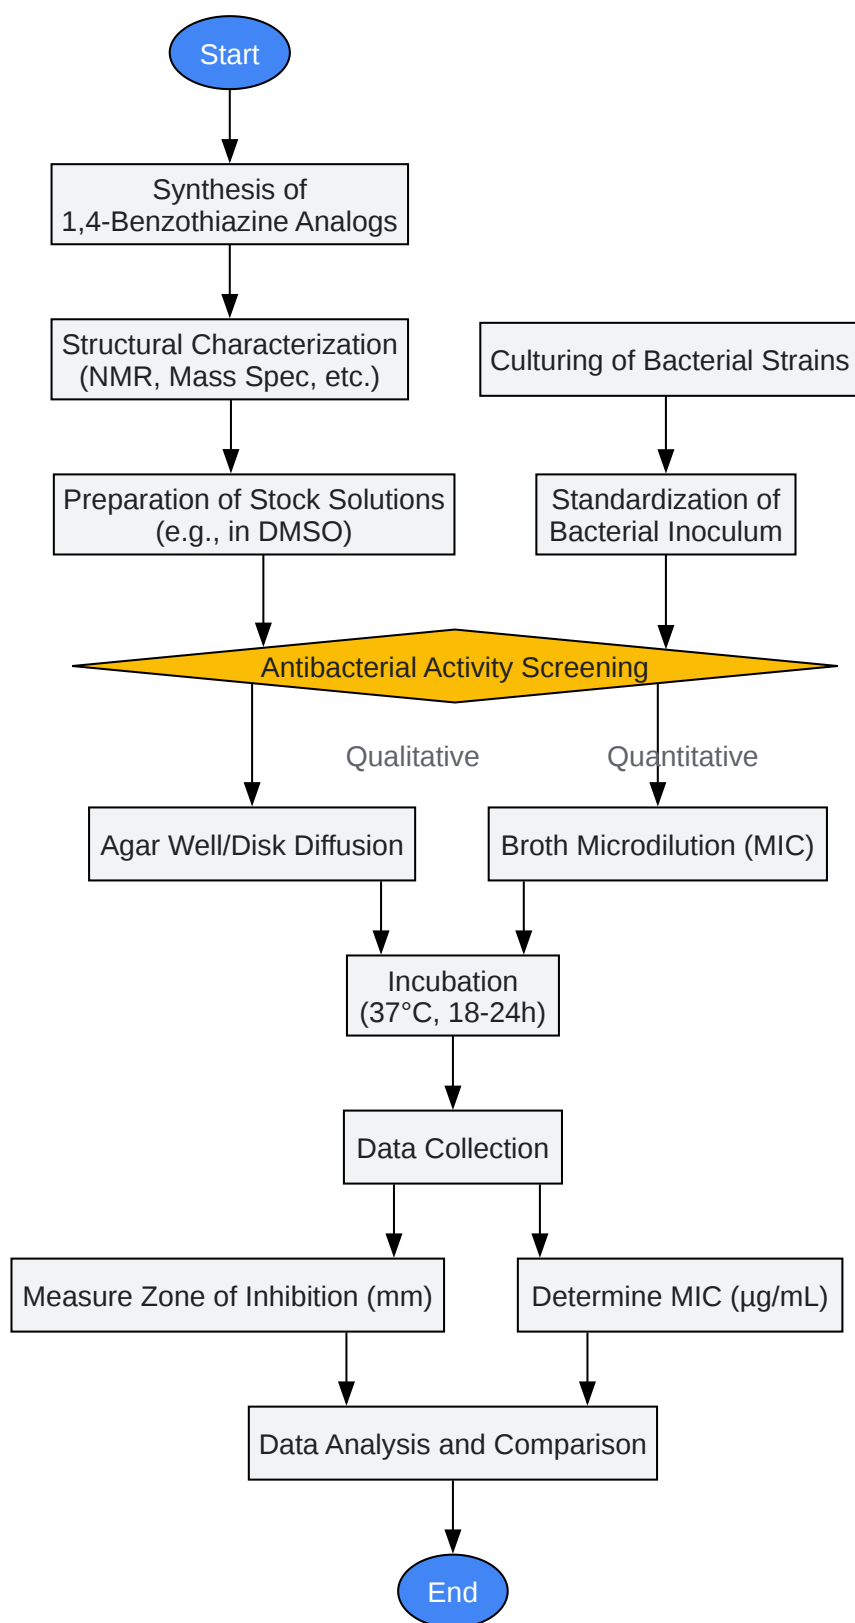 Start
Synthesis of
1,4-Benzothiazine Analogs
Structural Characterization
(NMR, Mass Spec, etc.)
Culturing of Bacterial Strains
Preparation of Stock Solutions
(e.g., in DMSO)
Standardization of
Bacterial Inoculum
Antibacterial Activity Screening
Qualitative
Quantitative
Agar Well/Disk Diffusion
Broth Microdilution (MIC)
Incubation
(37°C, 18-24h)
Data Collection
Measure Zone of Inhibition (mm)
Determine MIC (µg/mL)
Data Analysis and Comparison
End